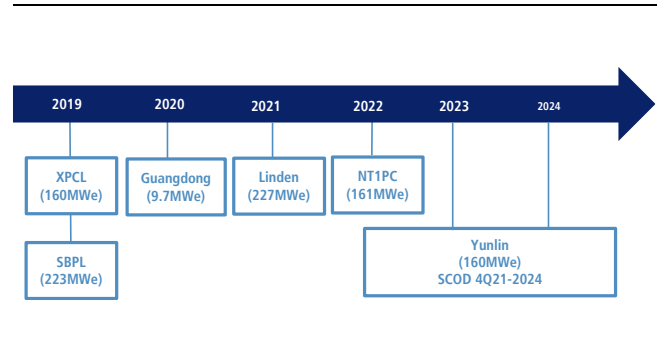 2019 2020 2021 2022 2023 2024
XPCL
(160MWe)
Guangdong
(9.7MWe)
Linden
(227MWe)
NT1PC
(161MWe)
SBPL
(223MWe)
Yunlin
(160MWe)
SCOD 4Q21-2024